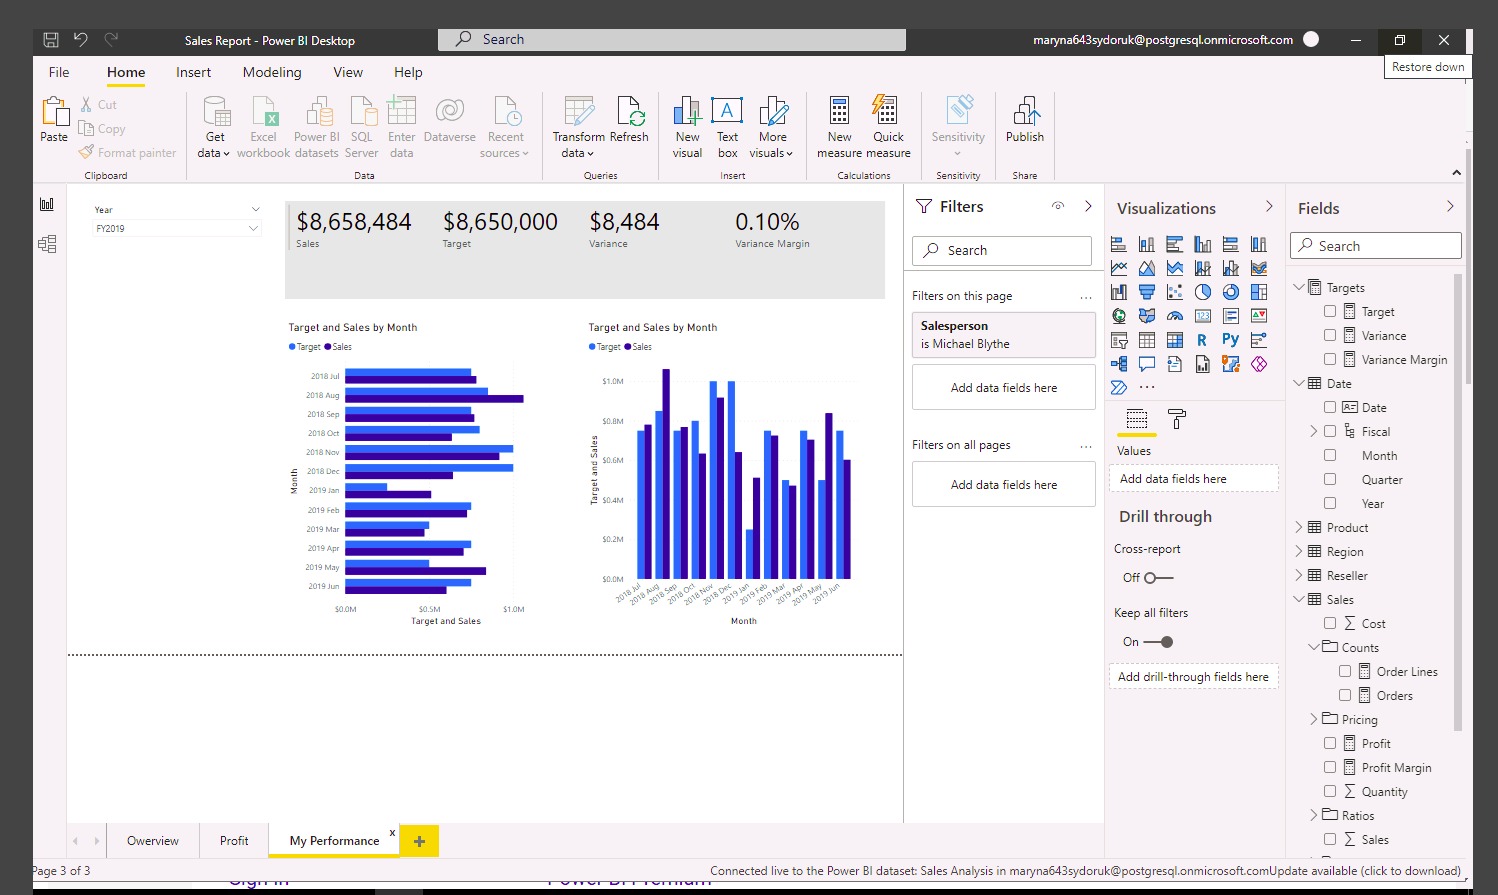 Sales Report - Power BI Desktop
Search
maryna643sydoruk@postgresql.onmicrosoft.com
Restore down
File Home Insert Modeling View Help
Paste
Cut
Copy
Format painter
Clipboard
Get data
Excel workbook
Power BI datasets
SQL Server
Enter data
Dataverse
Recent sources
Data
Transform data
Refresh
Queries
New visual
A
Text box
More visuals
Insert
New measure
Quick measure
Calculations
Sensitivity
Sensitivity
Publish
Share
Year
FY2019
$8,658,484 $8,650,000 $8,484 0.10%
Sales Target Variance Variance Margin
Target and Sales by Month
Target Sales
2018 Jul
2018 Aug
2018 Sep
2018 Oct
2018 Nov
2018 Dec
2019 Jan
2019 Feb
2019 Mar
2019 Apr
2019 May
2019 Jun
Month
$0.0M $0.5M $1.0M
Target and Sales
Target and Sales by Month
Target Sales
$1.0M
$0.8M
$0.6M
$0.4M
$0.2M
$0.0M
Target and Sales
2018 Jul 2018 Aug 2018 Sep 2018 Oct 2018 Nov 2018 Dec 2019 Jan 2019 Feb 2019 Mar 2019 Apr 2019 May 2019 Jun
Month
Filters
Search
Filters on this page
...
Salesperson
is Michael Blythe
Add data fields here
Filters on all pages
...
Add data fields here
Visualizations
123
R
Py
...
Values
Add data fields here
Drill through
Cross-report
Off
Keep all filters
On
Add drill-through fields here
Fields
Search
Targets
Target
Variance
Variance Margin
Date
Date
Fiscal
Month
Quarter
Year
Product
Region
Reseller
Sales
Σ Cost
Counts
Order Lines
Orders
Pricing
Profit
Profit Margin
Σ Quantity
Ratios
Σ Sales
Overview
Profit
My Performance x
+
Page 3 of 3
Connected live to the Power BI dataset: Sales Analysis in maryna643sydoruk@postgresql.onmicrosoft.com
Update available (click to download)
Sign in
Power BI Premium